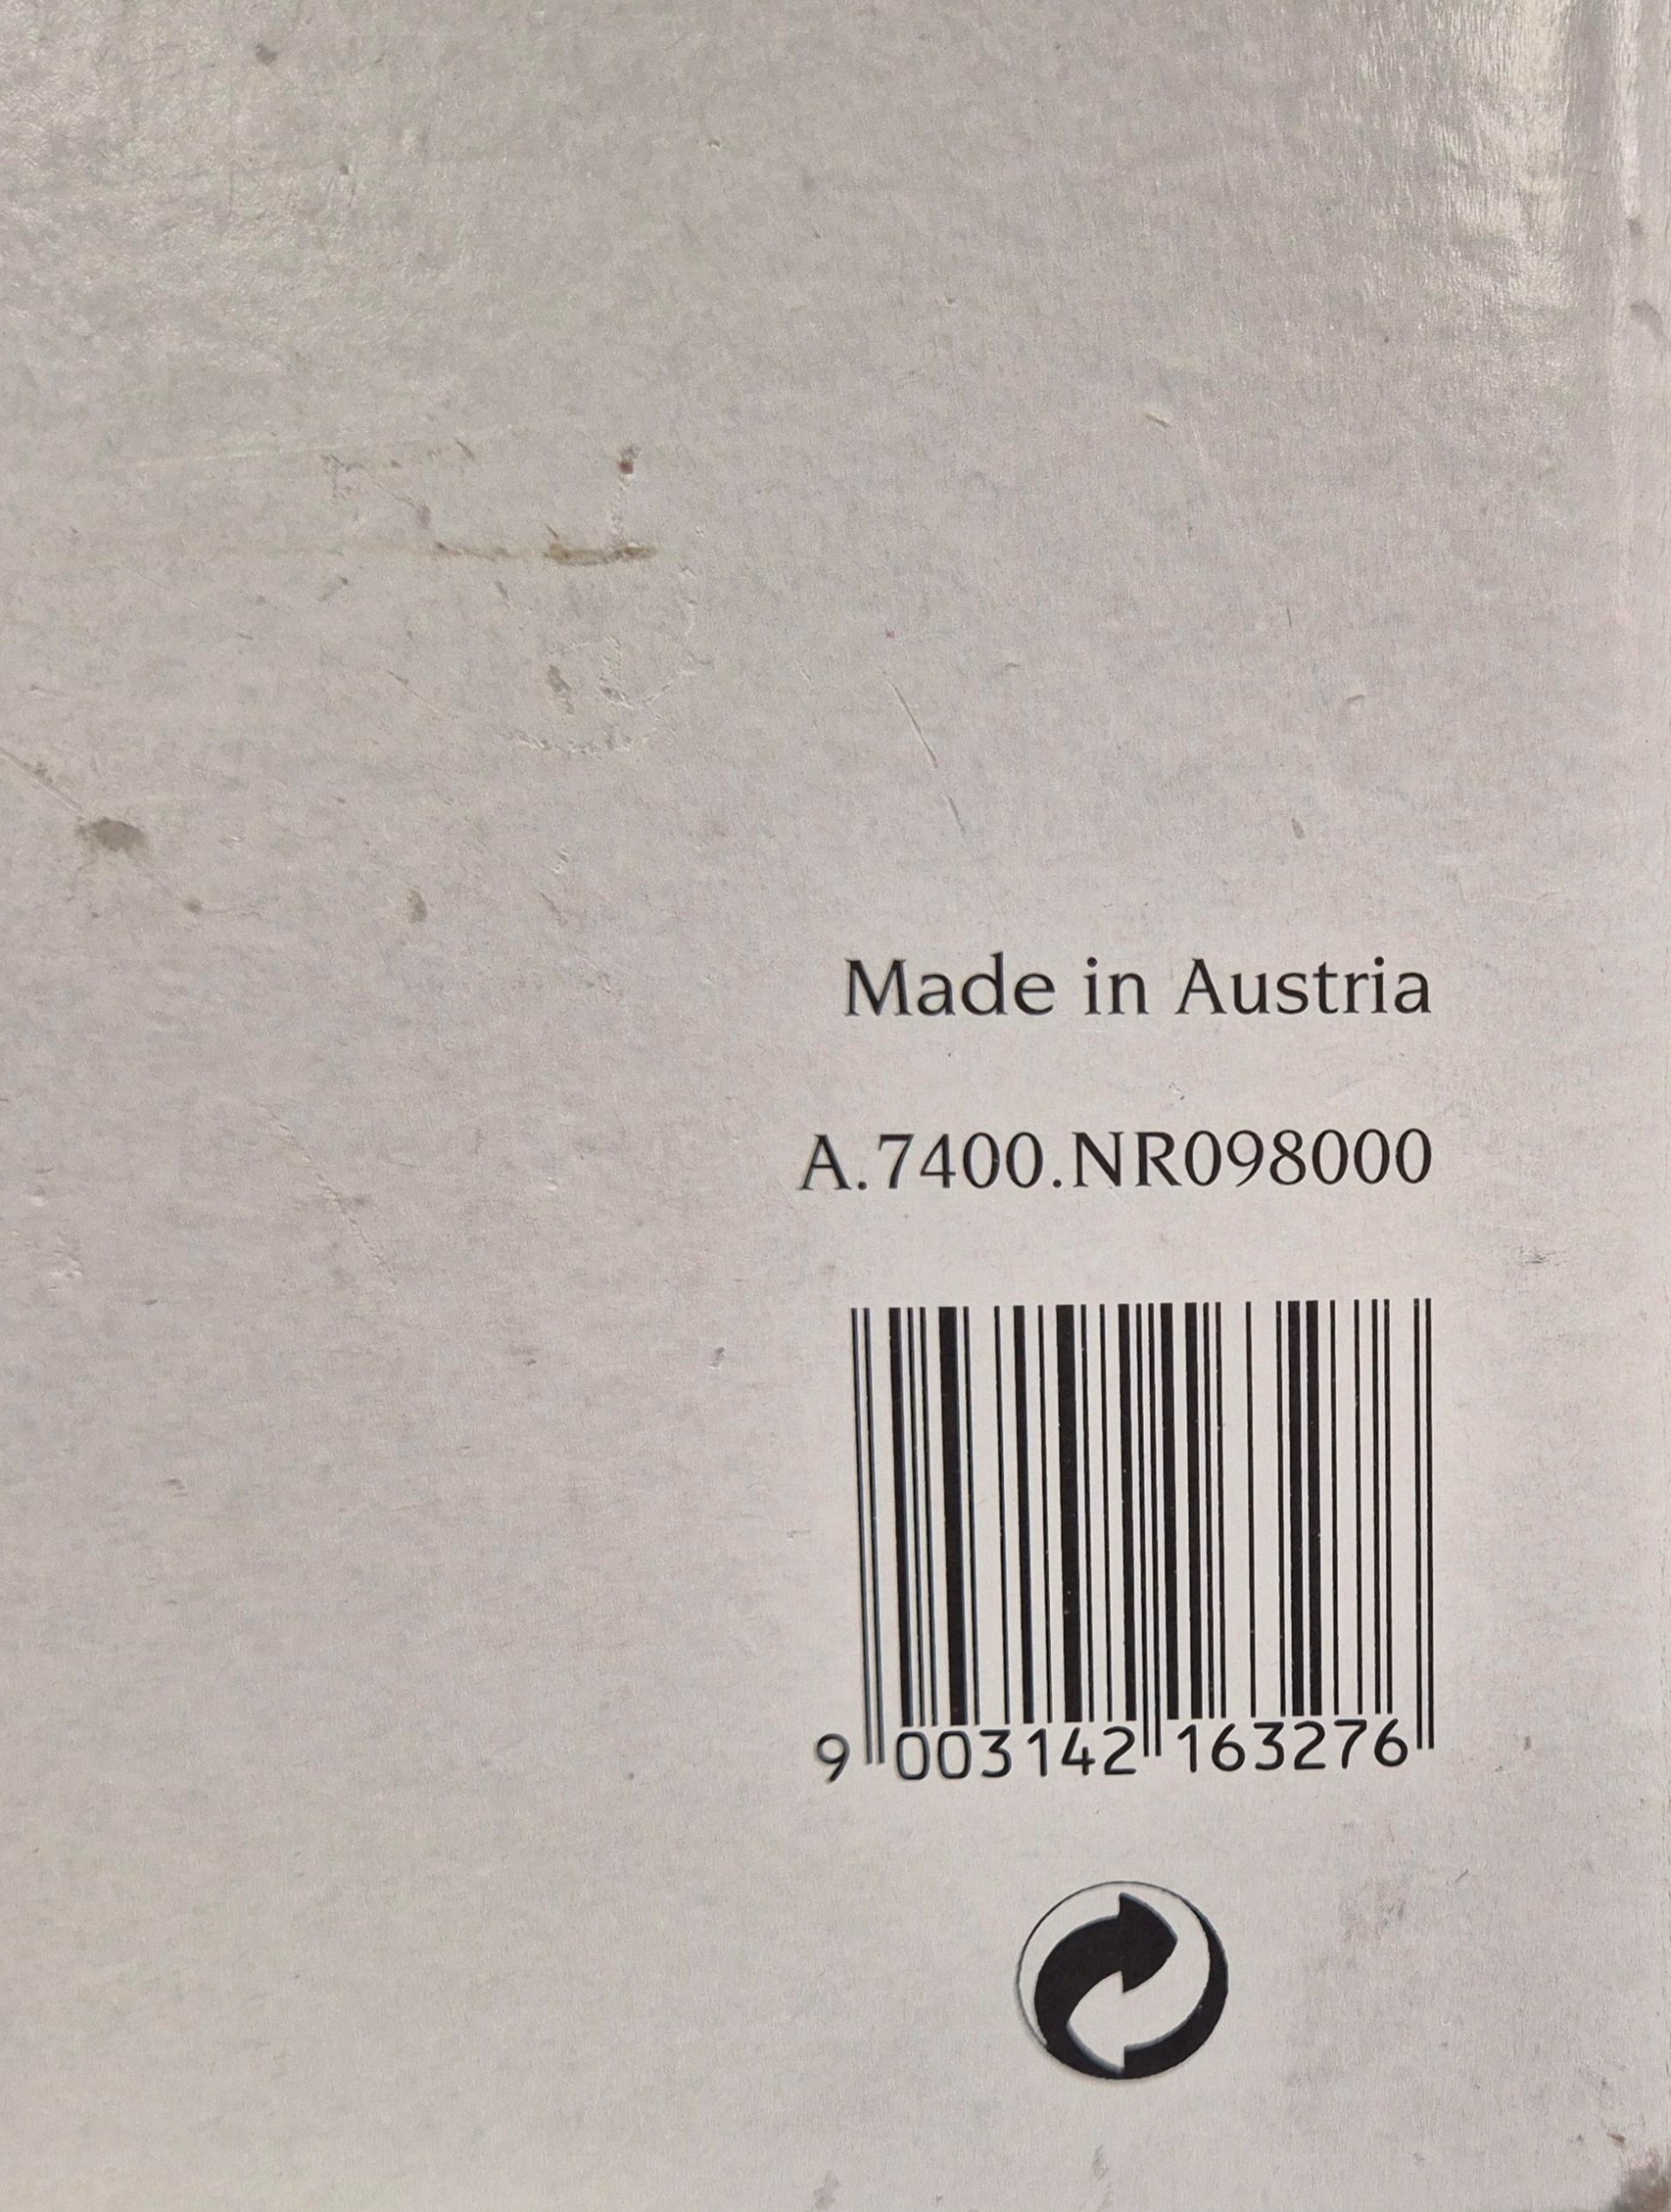 Made in Austria
A.7400.NR098000
9 003142 163276